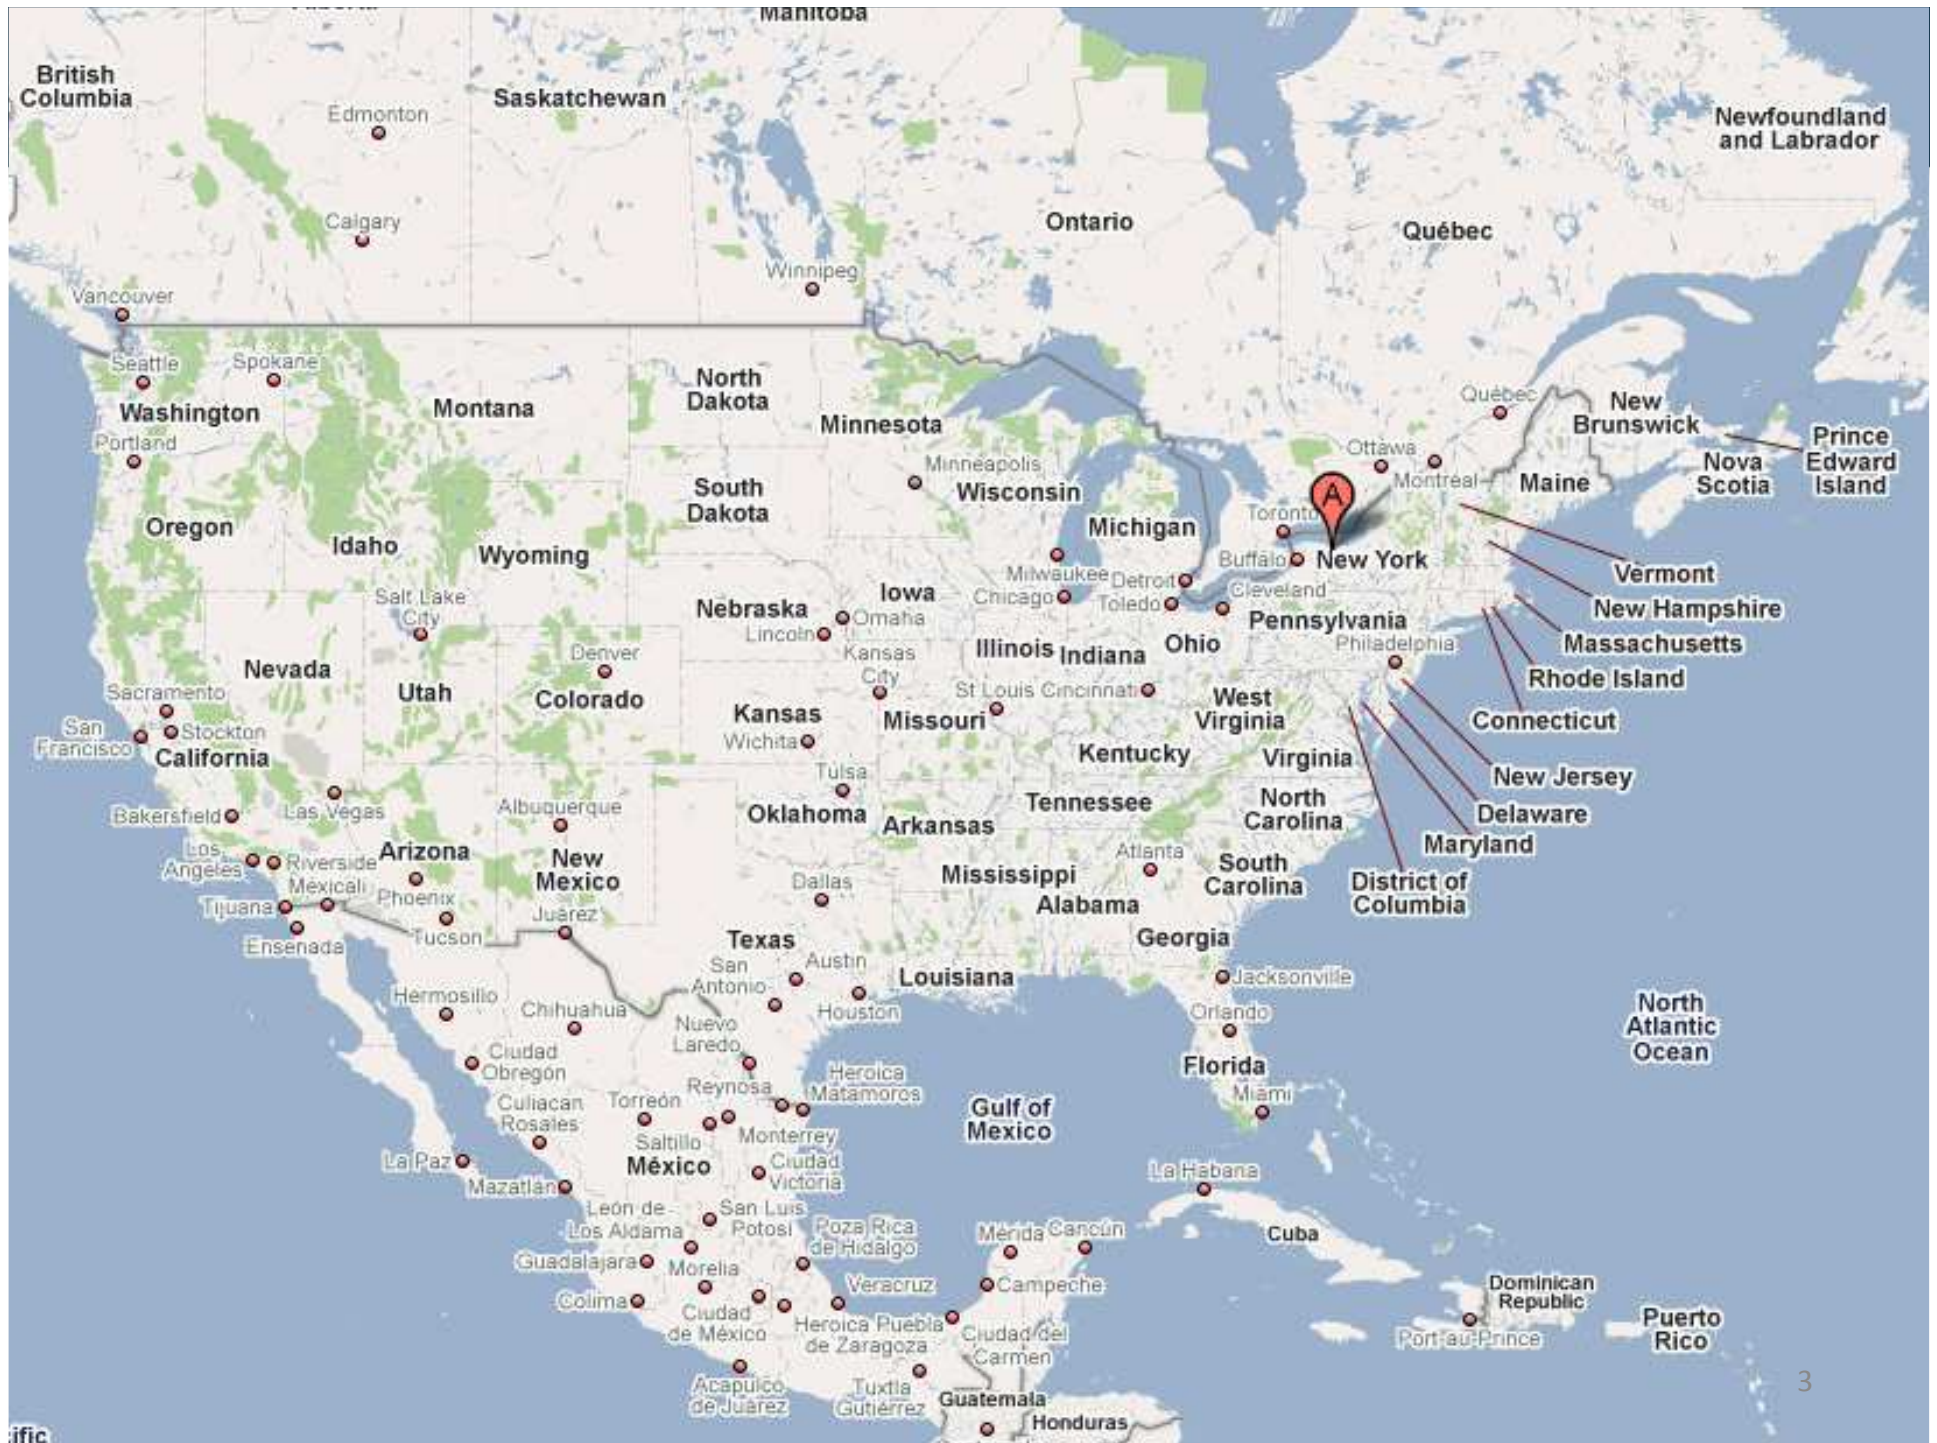 Manitoba
British
Columbia
Saskatchewan
Edmonton
Newfoundland
and Labrador
Calgary
Ontario
Québec
Winnipeg
Vancouver
Seattle
Spokane
Washington
Montana
North
Dakota
Minnesota
Québec
New
Brunswick
Prince
Edward
Island
Nova
Scotia
Portland
Ottawa
Montréal
Maine
Minneapolis
Wisconsin
South
Dakota
A
Toronto
Michigan
Oregon
Idaho
Wyoming
Buffalo
New York
Vermont
Milwaukee
Detroit
Iowa
Chicago
Toledo
Cleveland
Nebraska
Omaha
Lincoln
New Hampshire
Salt Lake
City
Pennsylvania
Massachusetts
Illinois
Indiana
Ohio
Philadelphia
Kansas
City
Denver
Nevada
Rhode Island
Utah
Colorado
Sacramento
St Louis
Cincinnati
West
Virginia
Kansas
Missouri
Connecticut
San
Francisco
Stockton
California
Wichita
Kentucky
Virginia
New Jersey
Tulsa
Tennessee
North
Carolina
Delaware
Las Vegas
Bakersfield
Albuquerque
Oklahoma
Arkansas
Maryland
Los
Angeles
Riverside
Arizona
New
Mexico
Atlanta
South
Carolina
Mississippi
Dallas
District of
Columbia
Mexicali
Phoenix
Alabama
Tijuana
Juárez
Tucson
Ensenada
Georgia
Texas
San
Antonio
Austin
Louisiana
Jacksonville
Houston
Hermosillo
Chihuahua
Orlando
North
Atlantic
Ocean
Nuevo
Laredo
Ciudad
Obregón
Florida
Heroica
Matamoros
Reynosa
Miami
Culiacan
Rosales
Torreón
Gulf of
Mexico
Saltillo
Monterrey
La Paz
México
Ciudad
Victoria
La Habana
Mazatlán
León de
Los Aldama
San Luis
Potosí
Poza Rica
de Hidalgo
Mérida
Cancún
Cuba
Guadalajara
Morelia
Veracruz
Campeche
Dominican
Republic
Colima
Ciudad
de México
Heroica Puebla
de Zaragoza
Ciudad del
Carmen
Port-au-Prince
Puerto
Rico
Acapulco
de Juárez
Tuxtla
Gutiérrez
Guatemala
Honduras
3